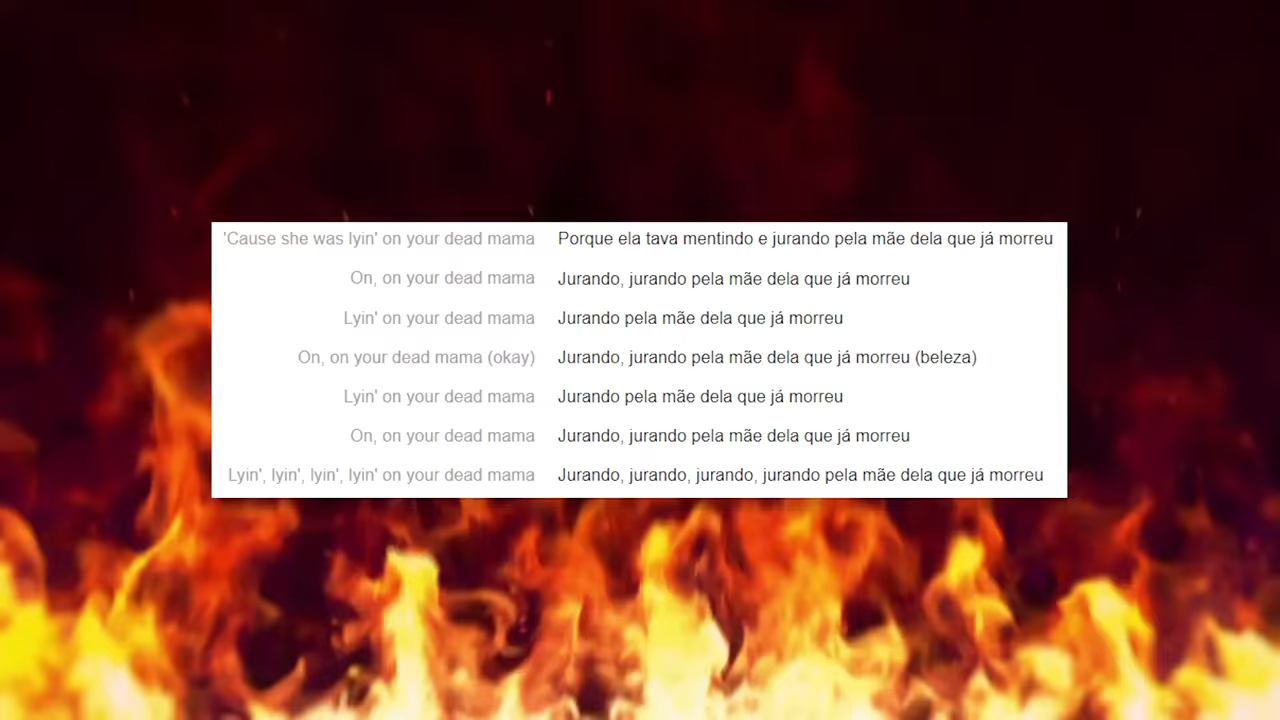 'Cause she was lyin' on your dead mama Porque ela tava mentindo e jurando pela mãe dela que já morreu
On, on your dead mama Jurando, jurando pela mãe dela que já morreu
Lyin' on your dead mama Jurando pela mãe dela que já morreu
On, on your dead mama (okay) Jurando, jurando pela mãe dela que já morreu (beleza)
Lyin' on your dead mama Jurando pela mãe dela que já morreu
On, on your dead mama Jurando, jurando pela mãe dela que já morreu
Lyin', lyin', lyin', lyin' on your dead mama Jurando, jurando, jurando, jurando pela mãe dela que já morreu